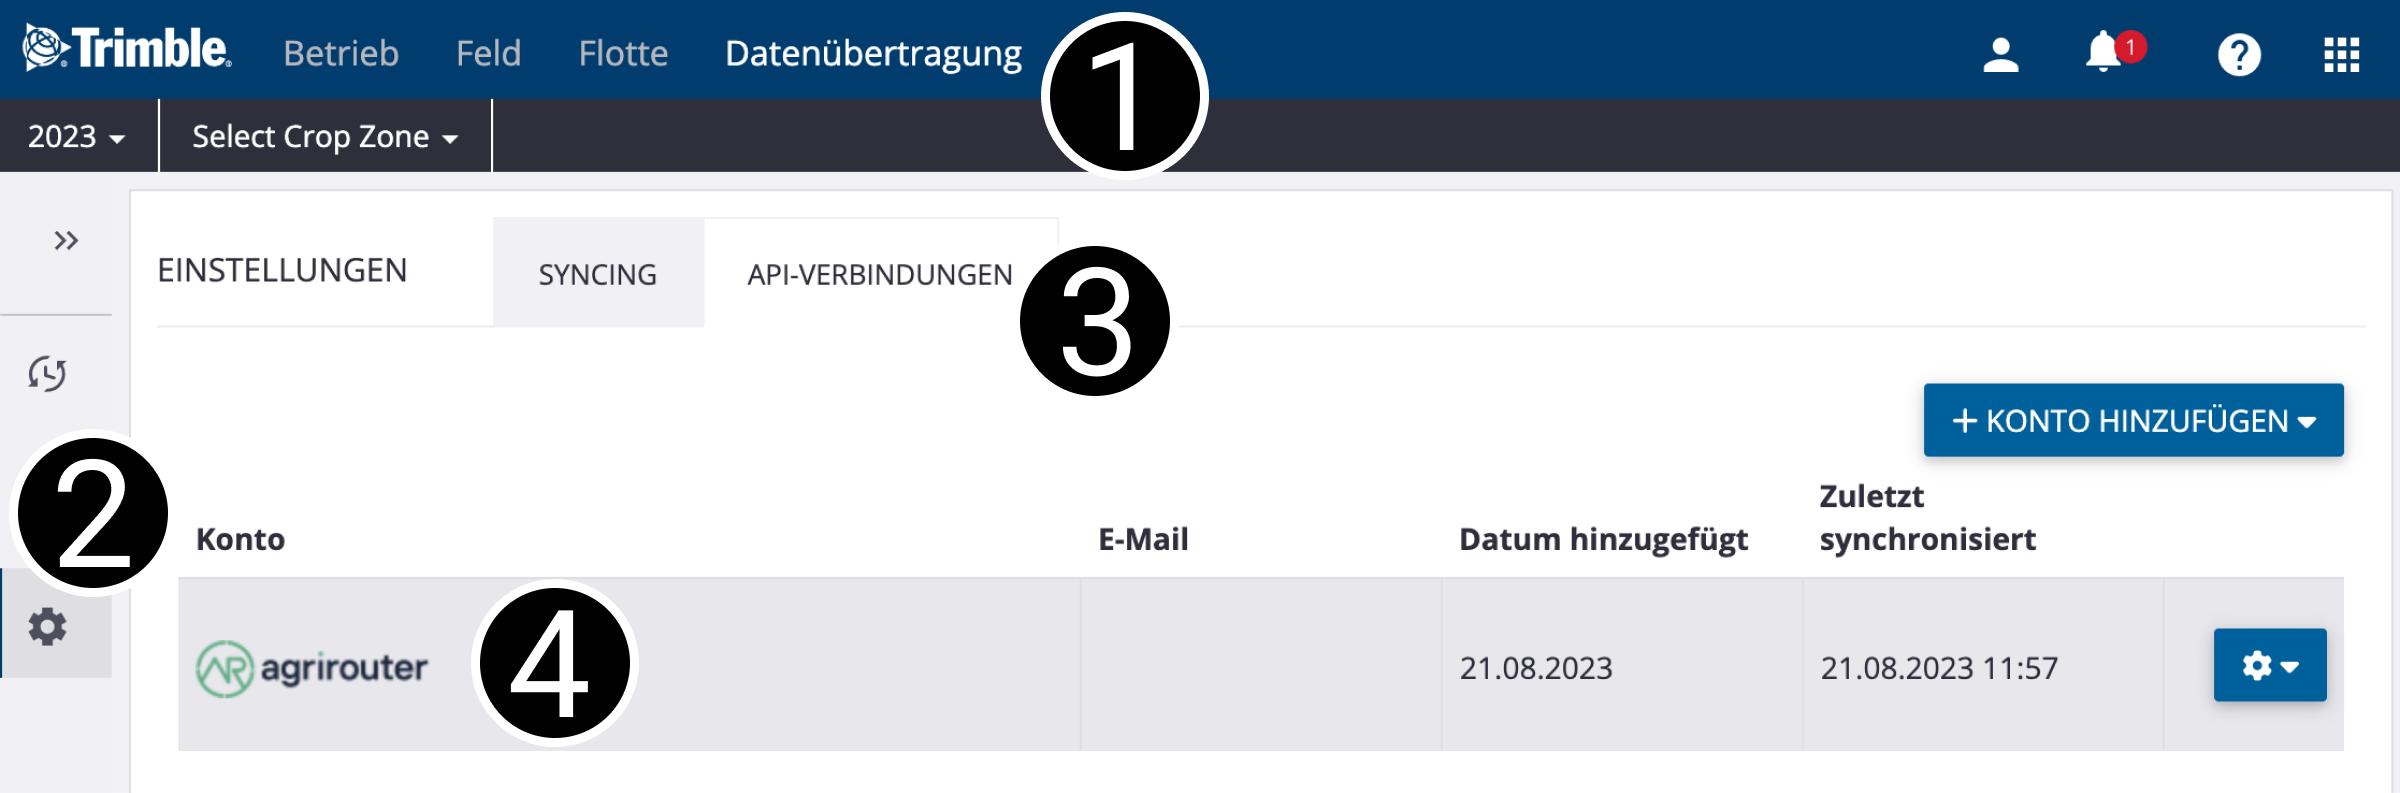 Trimble Betrieb Feld Flotte Datenübertragung 1 1 ?
2023 Select Crop Zone
EINSTELLUNGEN SYNCING API-VERBINDUNGEN 3
+ KONTO HINZUFÜGEN
2
Konto E-Mail Datum hinzugefügt Zuletzt
synchronisiert
AR agrirouter 4 21.08.2023 21.08.2023 11:57